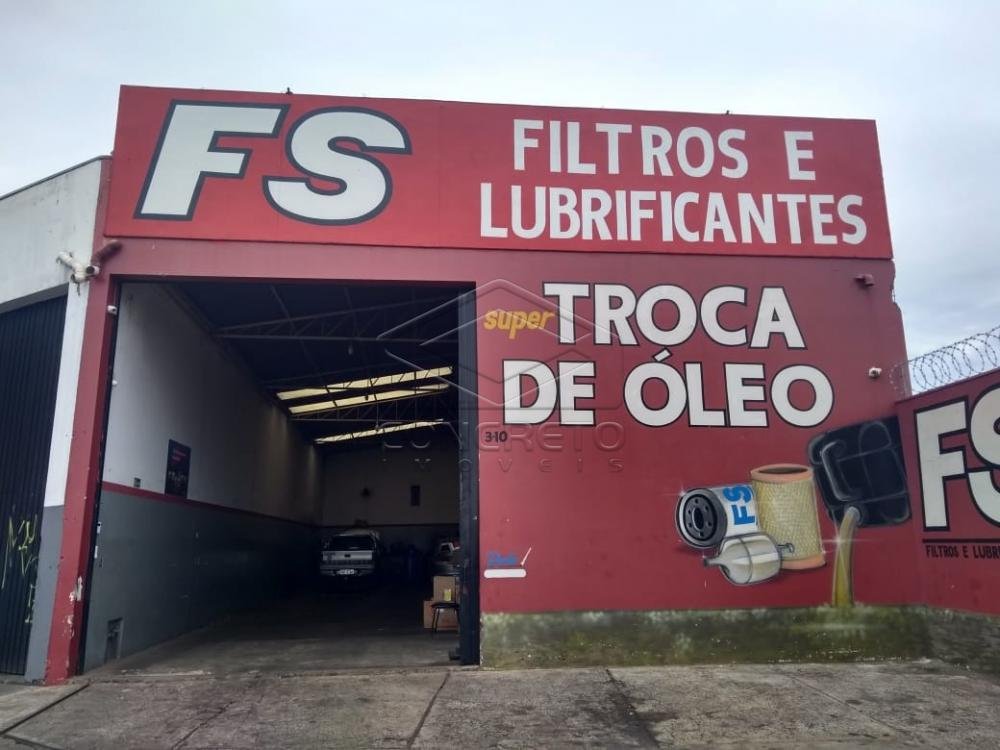 FS
FILTROS E
LUBRIFICANTES
super TROCA
DE ÓLEO
310
CONCRETO
IMÓVEIS
FS
FS
FILTROS E LUBRI